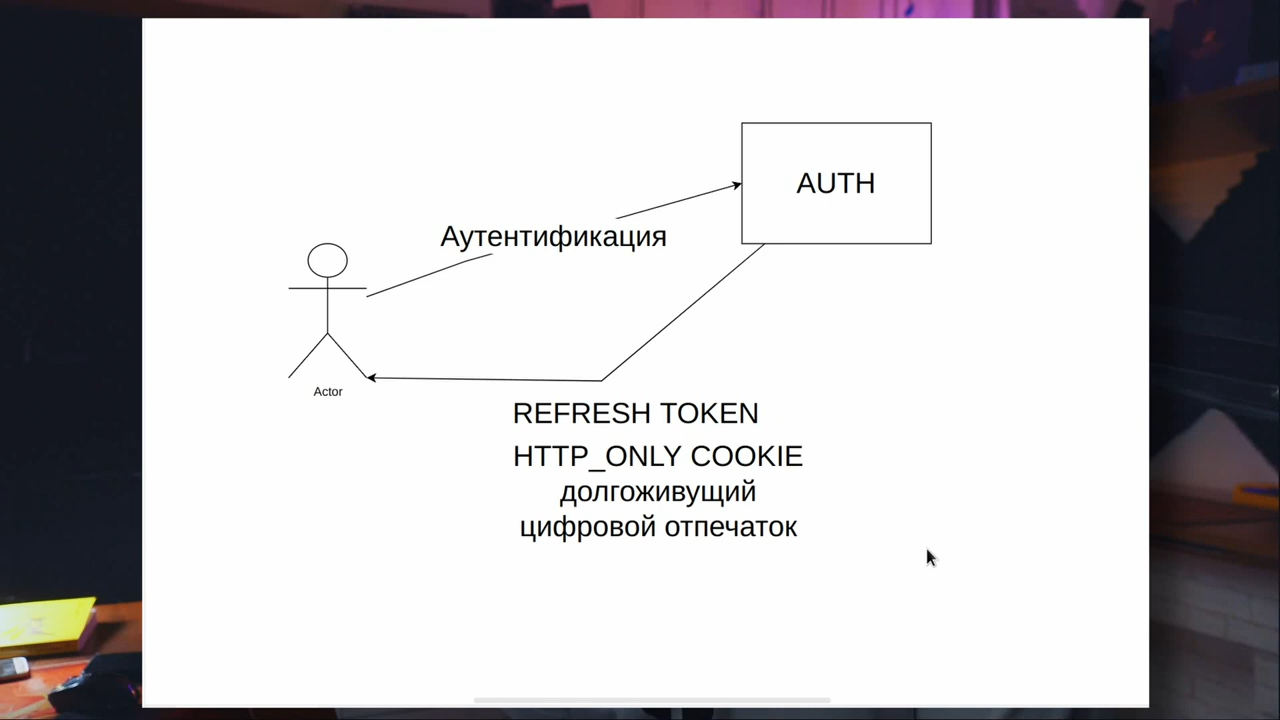 AUTH
Аутентификация
Actor
REFRESH TOKEN
HTTP_ONLY COOKIE
долгоживущий
цифровой отпечаток